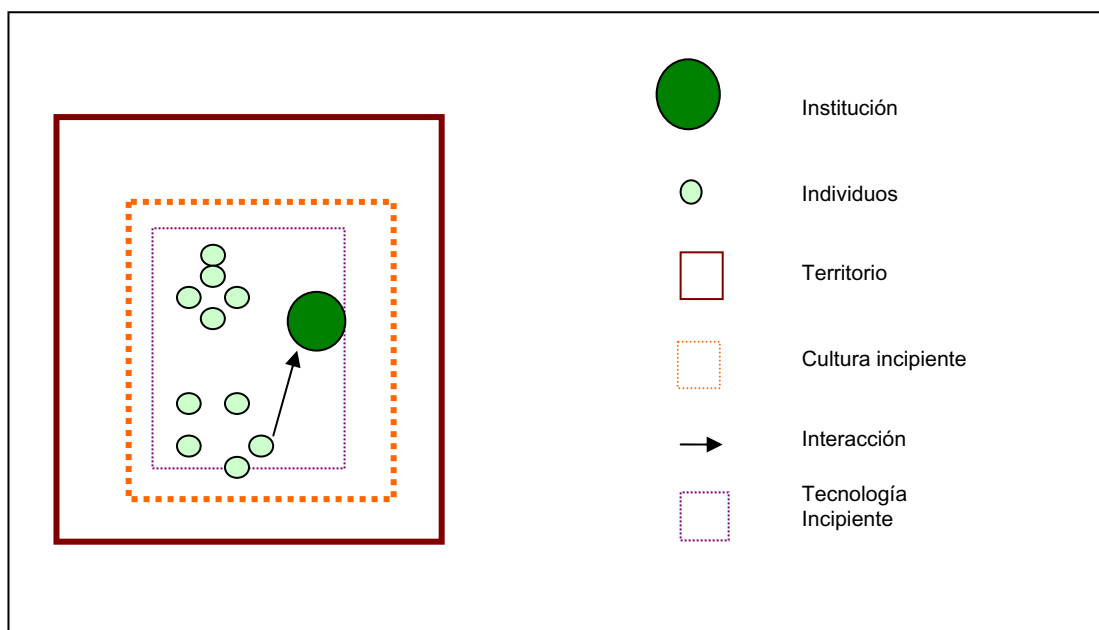 Institución
Individuos
Territorio
Cultura incipiente
Interacción
Tecnología
Incipiente